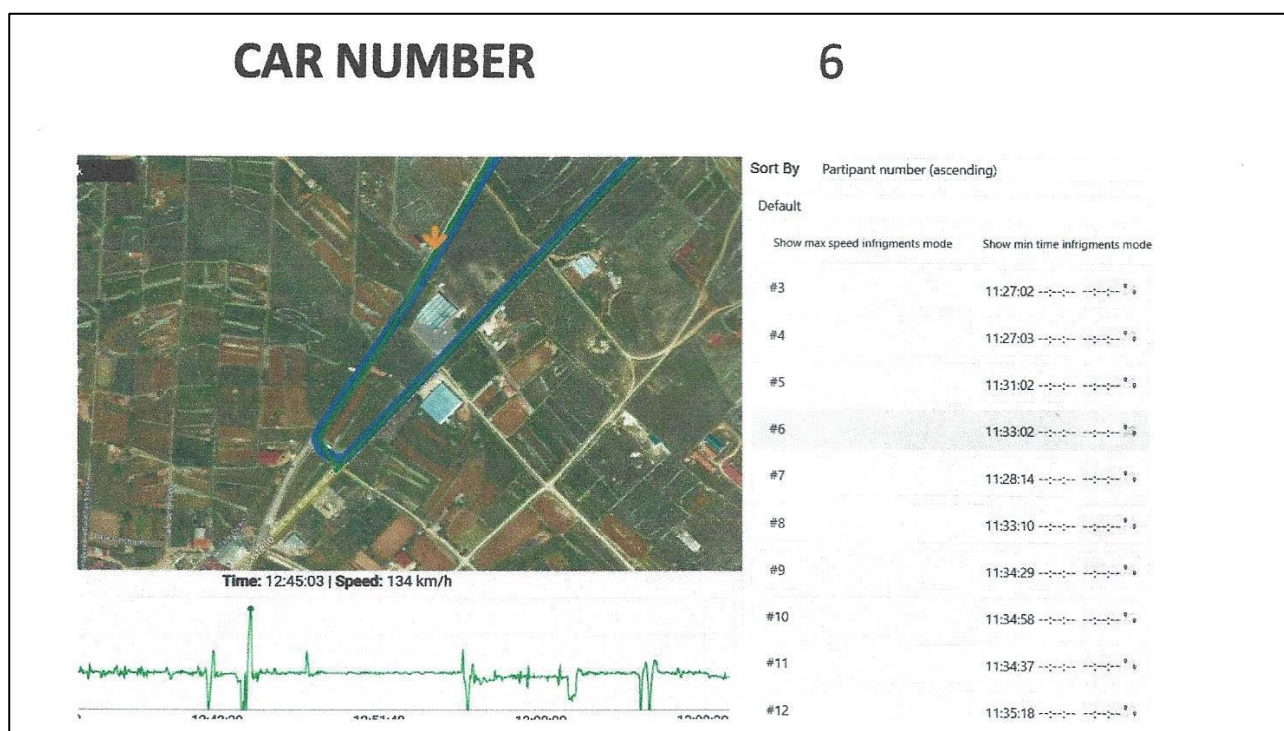 CAR NUMBER 6
Sort By Partipant number (ascending)
Default
Show max speed infrigments mode Show min time infrigments mode
#3 11:27:02 --:--:-- --:--:--
#4 11:27:03 --:--:-- --:--:--
#5 11:31:02 --:--:-- --:--:--
#6 11:33:02 --:--:-- --:--:--
#7 11:28:14 --:--:-- --:--:--
#8 11:33:10 --:--:-- --:--:--
#9 11:34:29 --:--:-- --:--:--
#10 11:34:58 --:--:-- --:--:--
#11 11:34:37 --:--:-- --:--:--
#12 11:35:18 --:--:-- --:--:--
Time: 12:45:03 | Speed: 134 km/h